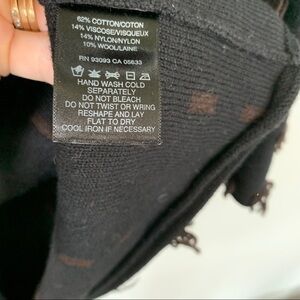 62% COTTON/COTON
14% VISCOSE/VISQUEUX
14% NYLON/NYLON
10% WOOL/LAINE
RN 93093 CA 05633
HAND WASH COLD
SEPARATELY
DO NOT BLEACH
DO NOT TWIST OR WRING
RESHAPE AND LAY
FLAT TO DRY
COOL IRON IF NECESSARY